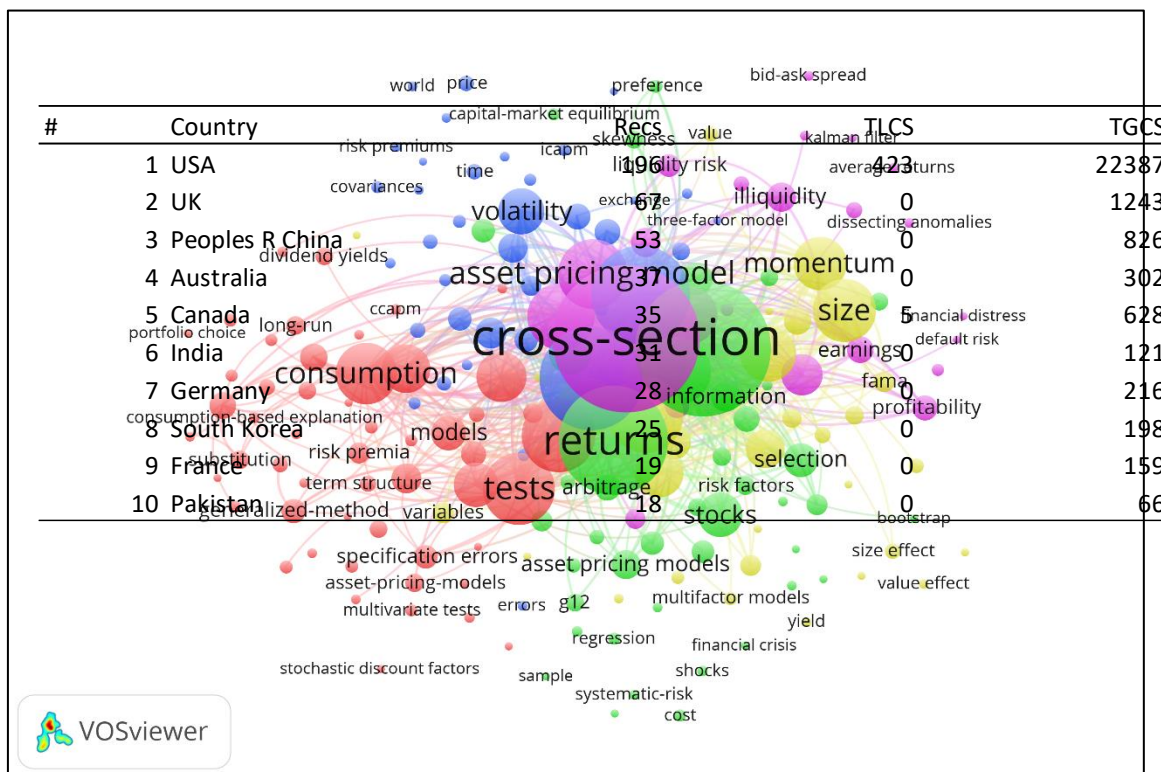 bid-ask spread
world price preference
capital-market equilibrium
# Country Recs TLCS TGCS
skewness value kalman filter
risk premiums icapm
1 USA 196 423 22387
time liquidity risk average returns
covariances
2 UK 67 0 1243
volatility exchange illiquidity
three-factor model dissecting anomalies
3 Peoples R China 53 0 826
dividend yields
asset pricing model momentum
4 Australia 37 0 302
ccapm size
5 Canada 35 5 628
financial distress
portfolio choice long-run
cross-section default risk
6 India 31 0 121
earnings
consumption fama
7 Germany 28 0 216
information
profitability
consumption-based explanation
8 South Korea 25 0 198
models returns
substitution risk premia selection
9 France 19 0 159
term structure tests arbitrage risk factors
10 Pakistan 18 0 66
generalized-method variables stocks bootstrap
specification errors asset pricing models size effect
asset-pricing-models value effect
multivariate tests errors g12 multifactor models
yield
regression financial crisis
stochastic discount factors sample shocks
systematic-risk
cost
VOSviewer